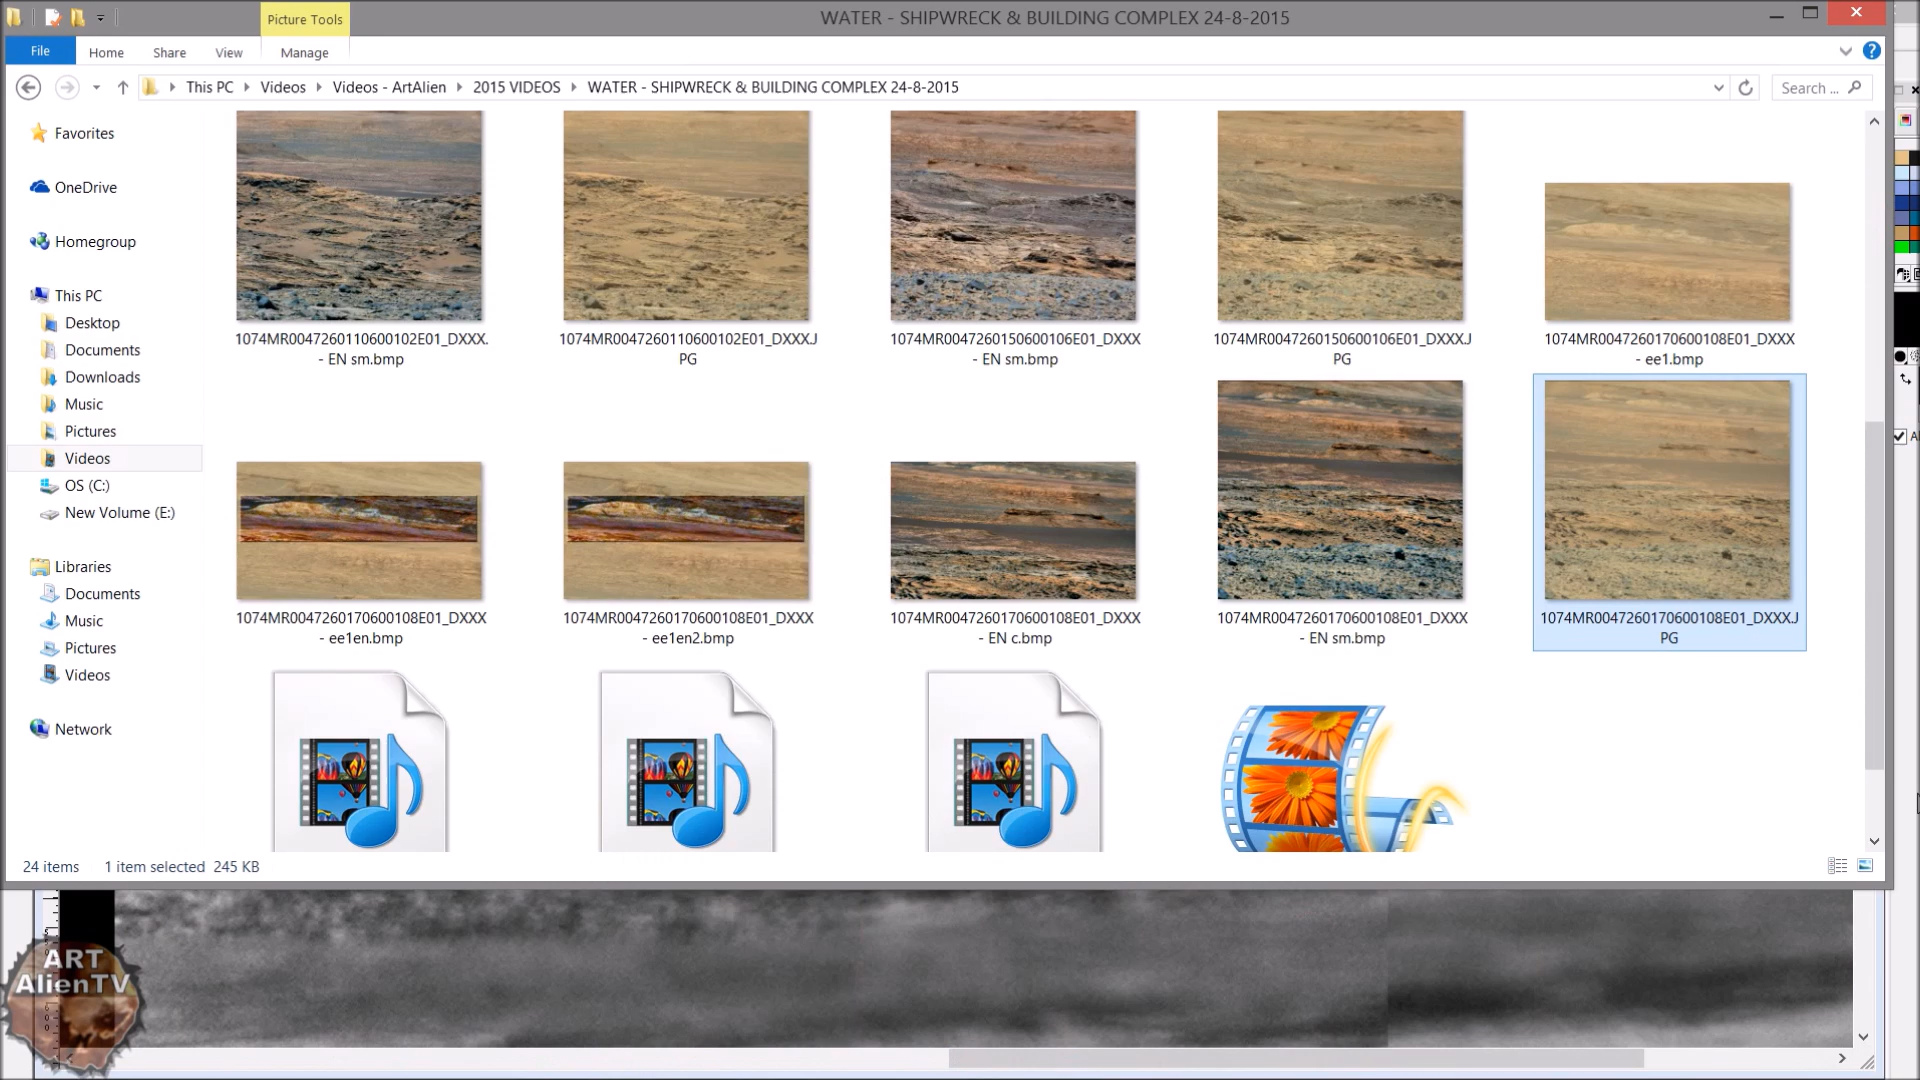 Picture Tools
WATER - SHIPWRECK & BUILDING COMPLEX 24-8-2015
File
Home
Share
View
Manage
This PC
Videos
Videos - ArtAlien
2015 VIDEOS
WATER - SHIPWRECK & BUILDING COMPLEX 24-8-2015
Search ...
Favorites
OneDrive
Homegroup
This PC
Desktop
Documents
Downloads
Music
Pictures
Videos
OS (C:)
New Volume (E:)
Libraries
Documents
Music
Pictures
Videos
Network
1074MR0047260110600102E01_DXXX.
- EN sm.bmp
1074MR0047260110600102E01_DXXX.J
PG
1074MR0047260150600106E01_DXXX
- EN sm.bmp
1074MR0047260150600106E01_DXXX.J
PG
1074MR0047260170600108E01_DXXX
- ee1.bmp
1074MR0047260170600108E01_DXXX
- ee1en.bmp
1074MR0047260170600108E01_DXXX
- ee1en2.bmp
1074MR0047260170600108E01_DXXX
- EN c.bmp
1074MR0047260170600108E01_DXXX
- EN sm.bmp
1074MR0047260170600108E01_DXXX.J
PG
24 items
1 item selected 245 KB
ART
AlienTV